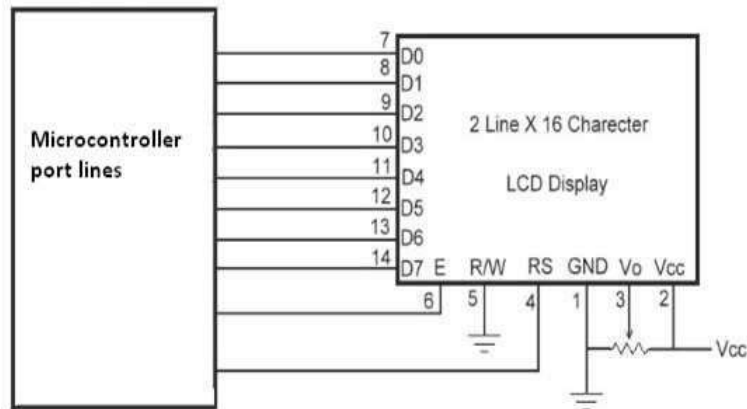 Microcontroller
port lines
7
8
9
10
11
12
13
14
D0
D1
D2
D3
D4
D5
D6
D7
2 Line X 16 Charecter
LCD Display
E R/W RS GND Vo Vcc
6 5 4 1 3 2
Vcc